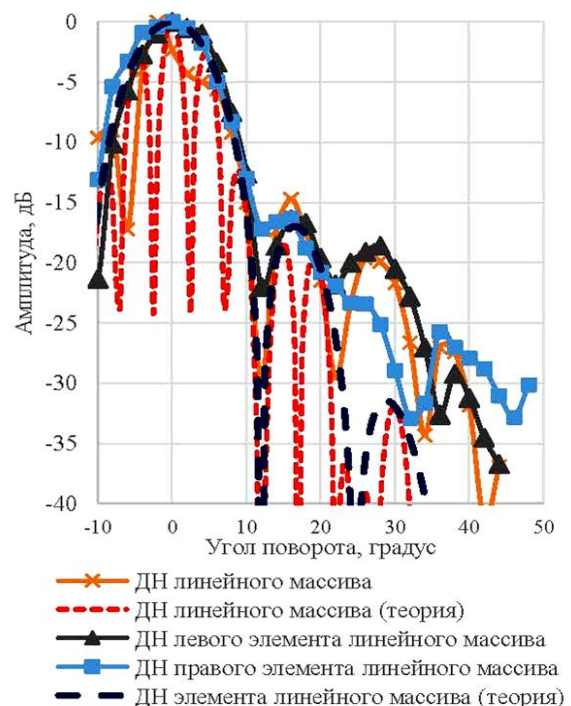 Амплитуда, дБ
0
-5
-10
-15
-20
-25
-30
-35
-40
-10 0 10 20 30 40 50
Угол поворота, градус
ДН линейного массива
ДН линейного массива (теория)
ДН левого элемента линейного массива
ДН правого элемента линейного массива
ДН элемента линейного массива (теория)